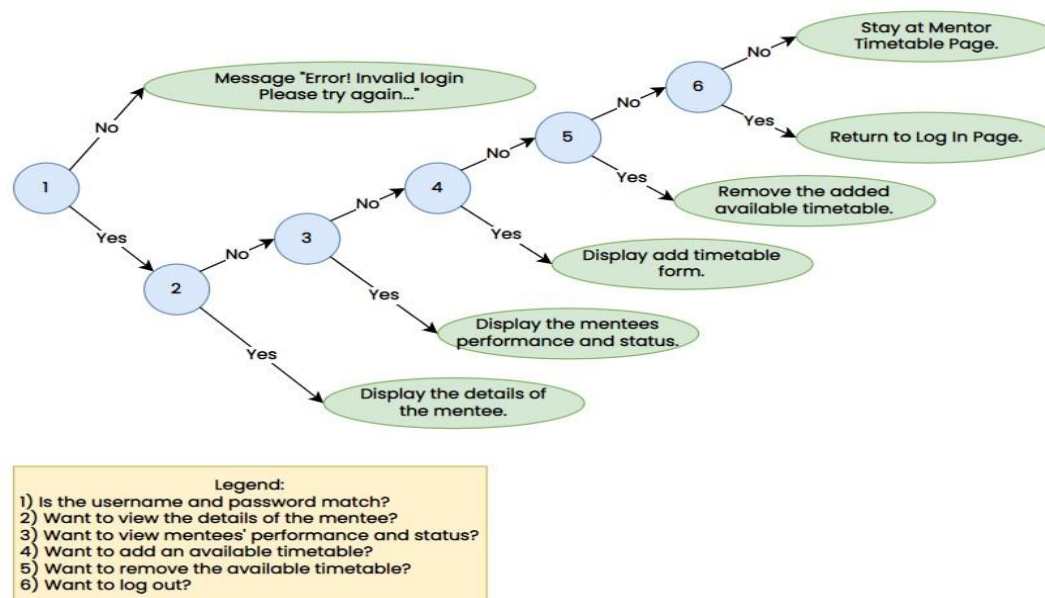 Stay at Mentor
Timetable Page.
No
6
Message "Error! Invalid login
Please try again..."
No
Yes
No
5
Return to Log In Page.
No
Yes
1
4
Remove the added
available timetable.
No
Yes
Yes
3
Display add timetable
form.
No
2
Yes
Display the mentees
performance and status.
Yes
Display the details of
the mentee.
Legend:
1) Is the username and password match?
2) Want to view the details of the mentee?
3) Want to view mentees' performance and status?
4) Want to add an available timetable?
5) Want to remove the available timetable?
6) Want to log out?